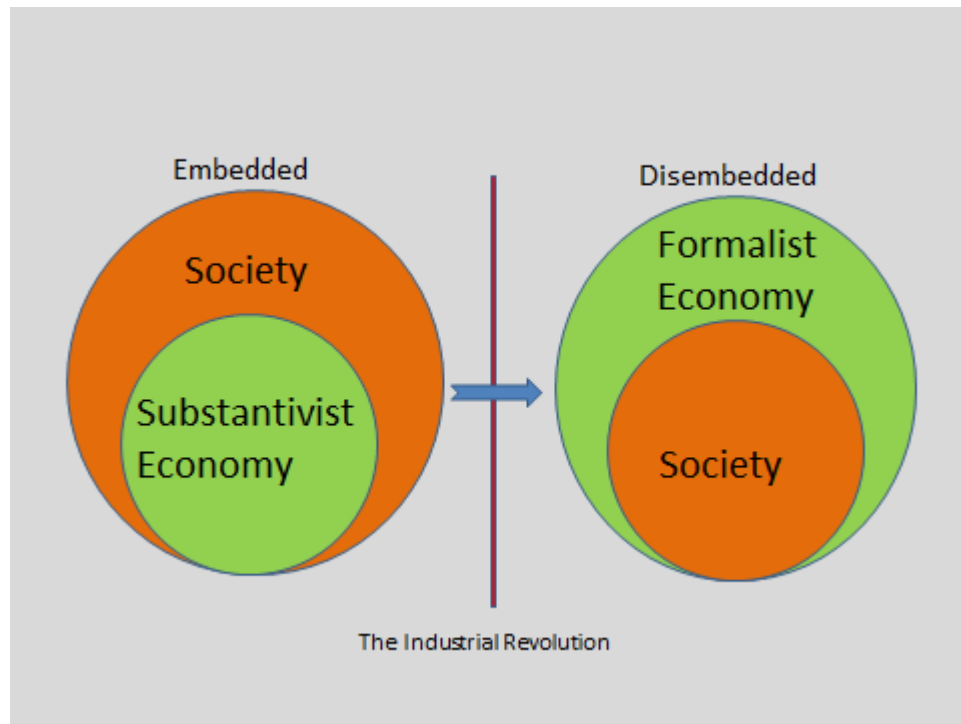 Embedded
Society
Substantivist
Economy
Disembedded
Formalist
Economy
Society
The Industrial Revolution